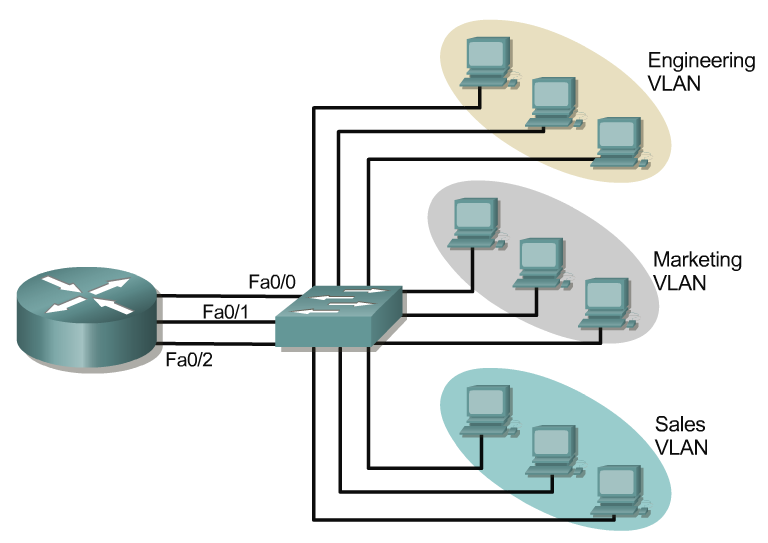 Engineering
VLAN
Fa0/0
Marketing
VLAN
Fa0/1
Fa0/2
Sales
VLAN